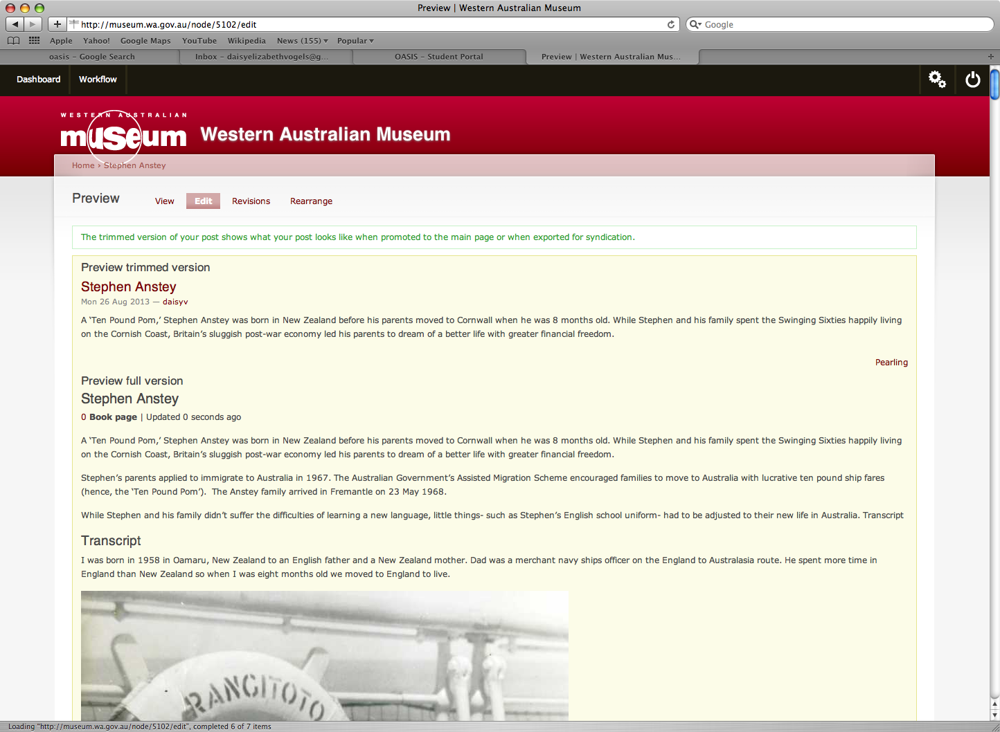 Preview | Western Australian Museum
http://museum.wa.gov.au/node/5102/edit
Google
Apple Yahoo! Google Maps YouTube Wikipedia News (155) Popular
oasis – Google Search
Inbox – daisyelizabethvogels@g...
OASIS – Student Portal
Preview | Western Australian Mus...
Dashboard Workflow
WESTERN AUSTRALIAN
museum
Western Australian Museum
Home › Stephen Anstey
Preview View Edit Revisions Rearrange
The trimmed version of your post shows what your post looks like when promoted to the main page or when exported for syndication.
Preview trimmed version
Stephen Anstey
Mon 26 Aug 2013 — daisyv
A ‘Ten Pound Pom,’ Stephen Anstey was born in New Zealand before his parents moved to Cornwall when he was 8 months old. While Stephen and his family spent the Swinging Sixties happily living
on the Cornish Coast, Britain’s sluggish post-war economy led his parents to dream of a better life with greater financial freedom.
Pearling
Preview full version
Stephen Anstey
0 Book page | Updated 0 seconds ago
A ‘Ten Pound Pom,’ Stephen Anstey was born in New Zealand before his parents moved to Cornwall when he was 8 months old. While Stephen and his family spent the Swinging Sixties happily living
on the Cornish Coast, Britain’s sluggish post-war economy led his parents to dream of a better life with greater financial freedom.
Stephen’s parents applied to immigrate to Australia in 1967. The Australian Government’s Assisted Migration Scheme encouraged families to move to Australia with lucrative ten pound ship fares
(hence, the ‘Ten Pound Pom’).  The Anstey family arrived in Fremantle on 23 May 1968.
While Stephen and his family didn’t suffer the difficulties of learning a new language, little things- such as Stephen’s English school uniform- had to be adjusted to their new life in Australia. Transcript
Transcript
I was born in 1958 in Oamaru, New Zealand to an English father and a New Zealand mother. Dad was a merchant navy ships officer on the England to Australasia route. He spent more time in
England than New Zealand so when I was eight months old we moved to England to live.
RANGITOTO
Loading “http://museum.wa.gov.au/node/5102/edit”, completed 6 of 7 items